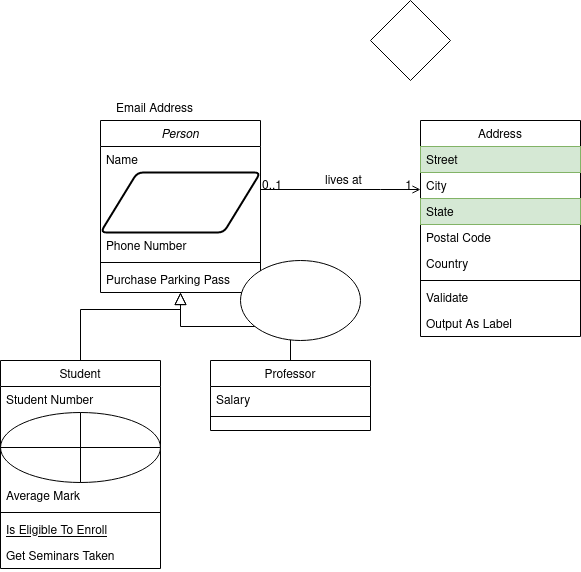 Email Address
Person
Name
Phone Number
Purchase Parking Pass
0..1
lives at
1
Address
Street
City
State
Postal Code
Country
Validate
Output As Label
Student
Student Number
Average Mark
Is Eligible To Enroll
Get Seminars Taken
Professor
Salary